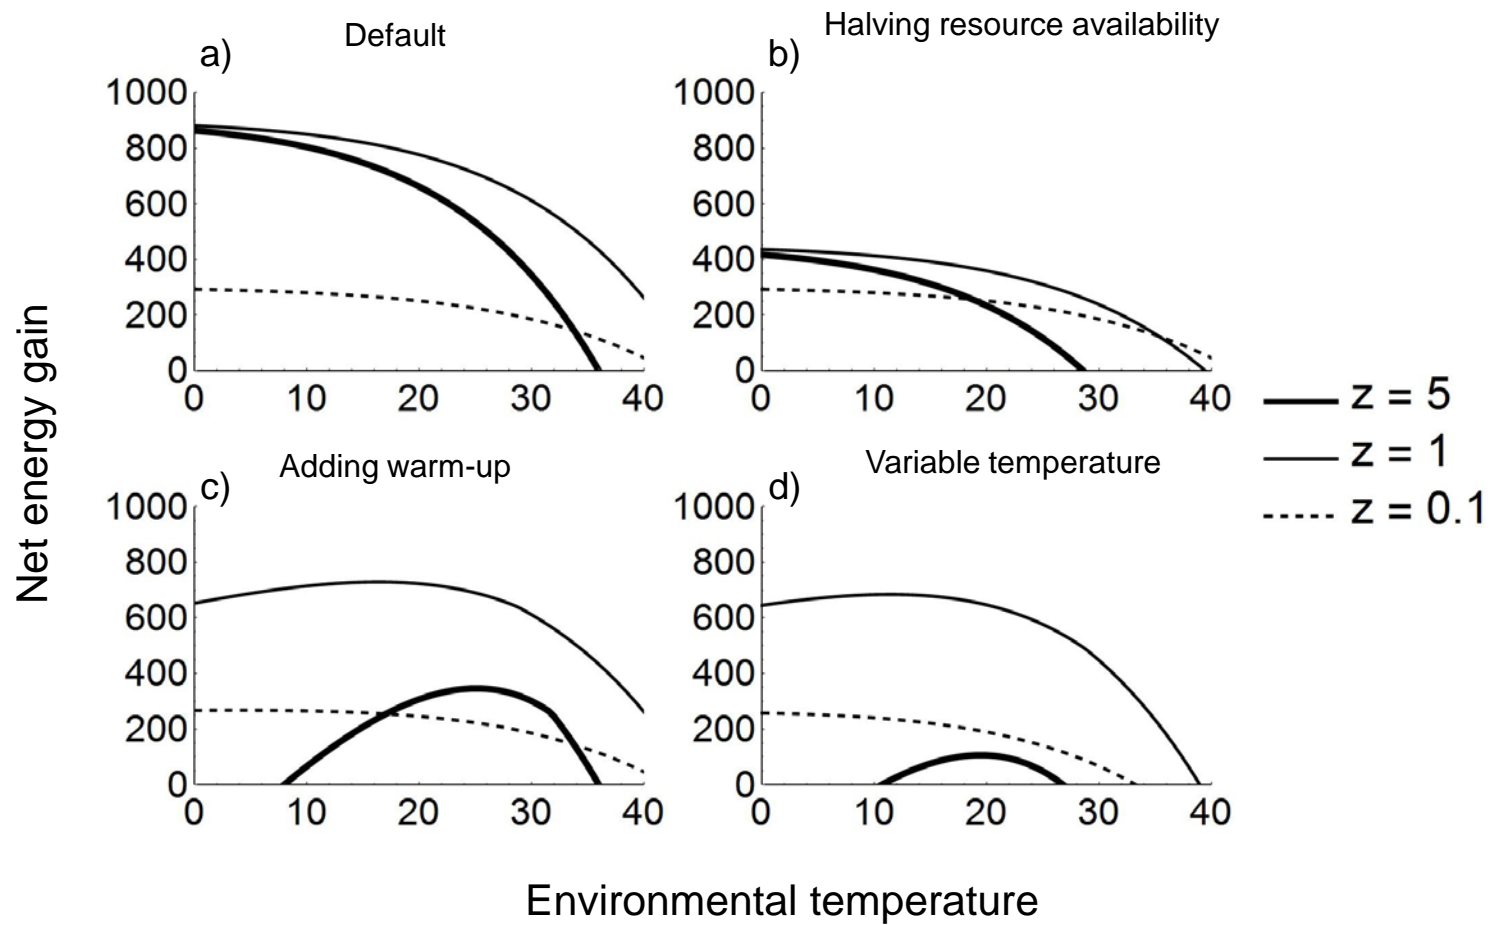 Default
a)
1000
800
600
400
200
0
0 10 20 30 40
Halving resource availability
b)
1000
800
600
400
200
0
0 10 20 30 40
Adding warm-up
c)
1000
800
600
400
200
0
0 10 20 30 40
Variable temperature
d)
1000
800
600
400
200
0
0 10 20 30 40
z = 5
z = 1
z = 0.1
Net energy gain
Environmental temperature